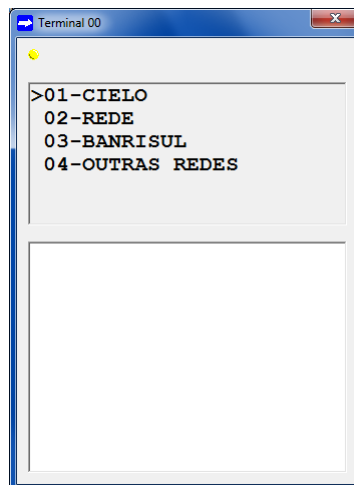 Terminal 00
>01-CIELO
02-REDE
03-BANRISUL
04-OUTRAS REDES